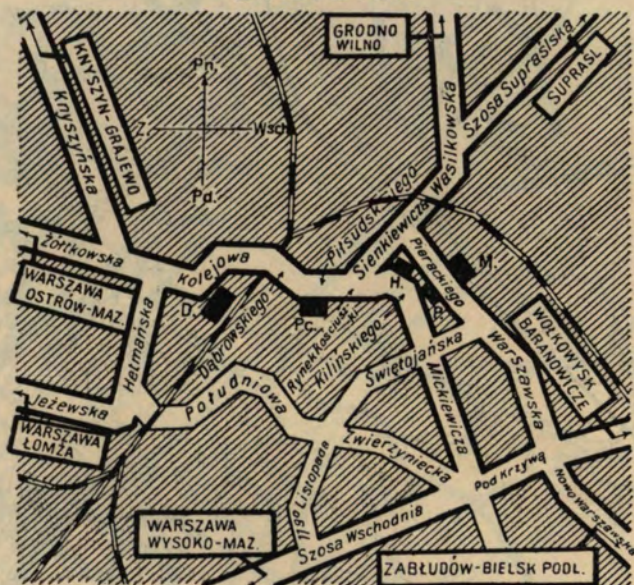 GRODNO
WILNO
KNYSZYN-GRAJEWO
Knyszyńska
Pn.
Z.
Wsch.
Pd.
SUPRAŚL
Szosa Supraślska
Wasilkowska
Piłsudskiego
Sienkiewicza
Pierackiego
Żółtkowska
Kolejowa
WARSZAWA
OSTRÓW-MAZ.
Hetmańska
D.
Dąbrowskiego
Pc.
Rynek Kościuszki
Kilińskiego
H.
P.
M.
WOŁKOWYSK
BARANOWICZE
Warszawska
Świętojańska
Mickiewicza
Jeżewska
WARSZAWA
ŁOMŻA
Południowa
Zwierzyniecka
11go Listopada
Pod Krzywą
Nowowarszawska
WARSZAWA
WYSOKO-MAZ.
Szosa Wschodnia
ZABŁUDÓW-BIELSK PODL.